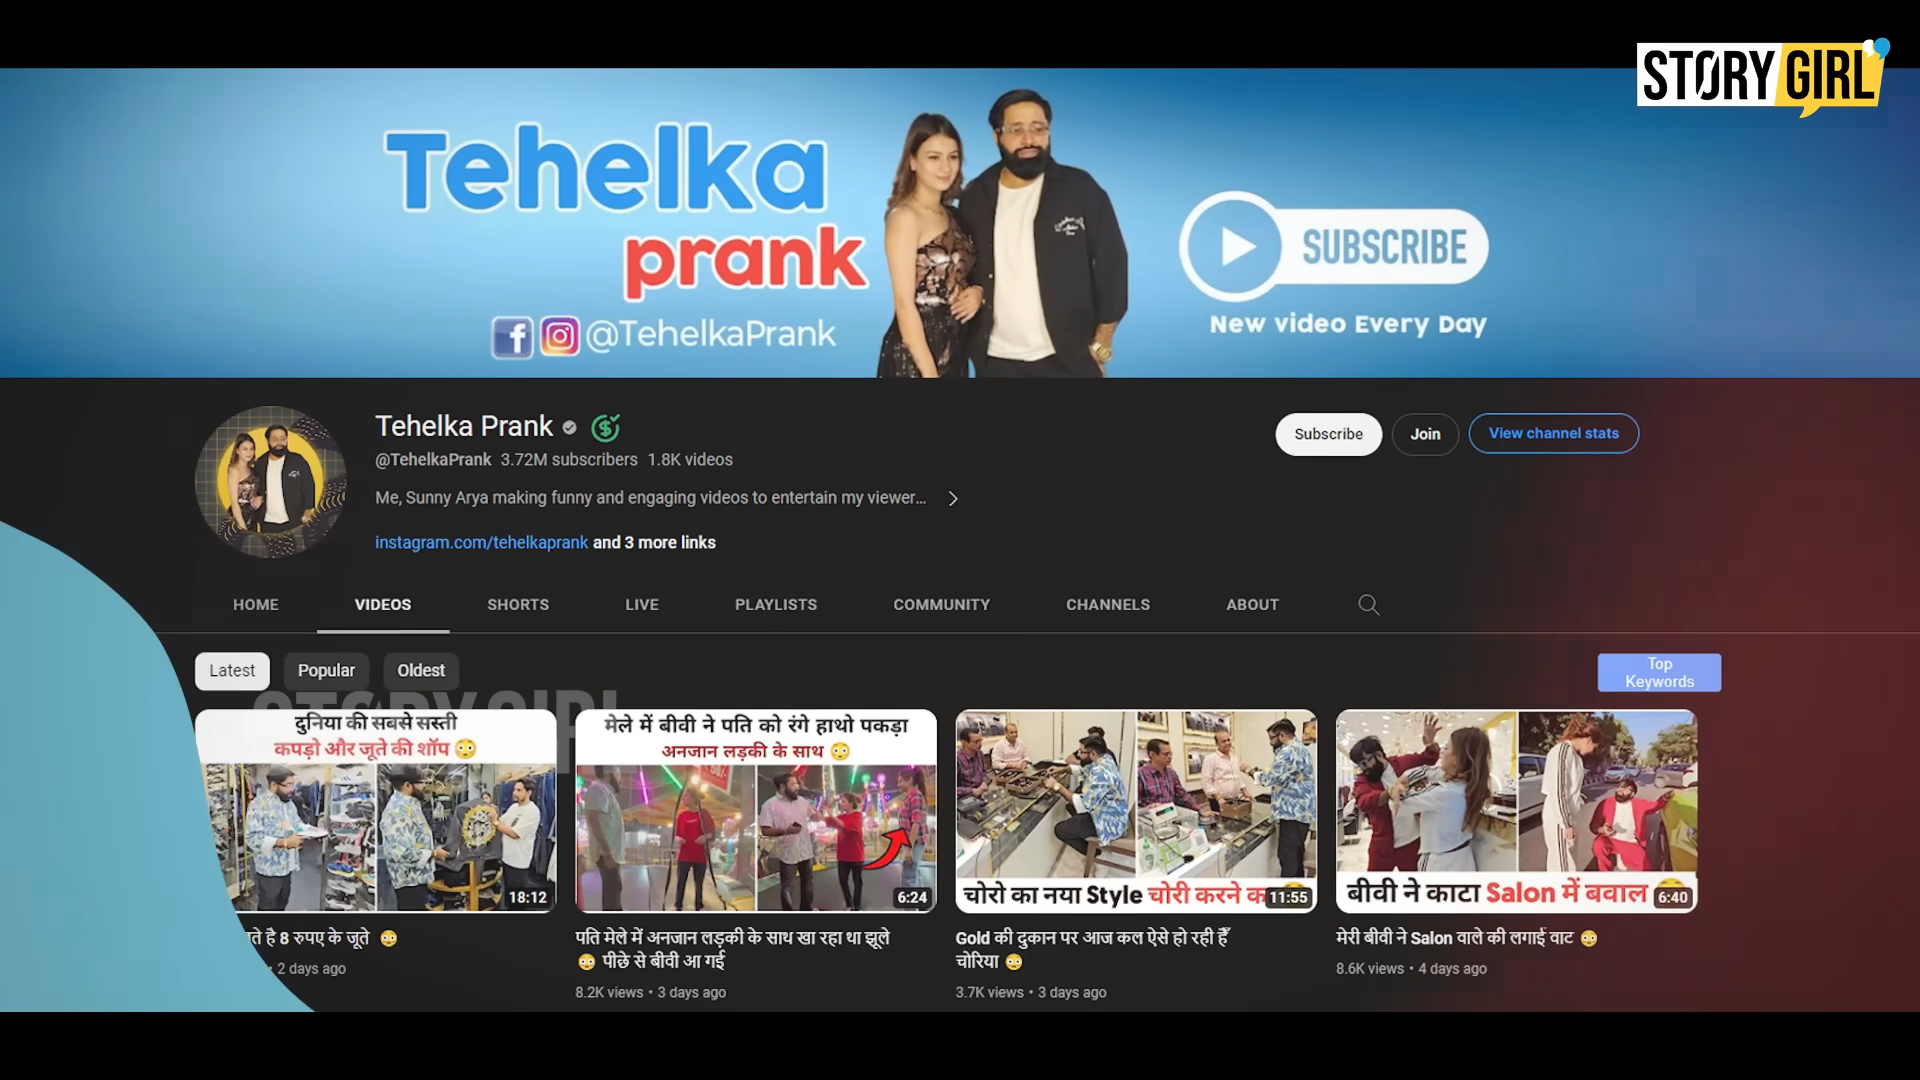 STORY GIRL
Tehelka
prank
@TehelkaPrank
SUBSCRIBE
New video Every Day
Tehelka Prank
@TehelkaPrank 3.72M subscribers 1.8K videos
Me, Sunny Arya making funny and engaging videos to entertain my viewer...
instagram.com/tehelkaprank and 3 more links
Subscribe
Join
View channel stats
HOME
VIDEOS
SHORTS
LIVE
PLAYLISTS
COMMUNITY
CHANNELS
ABOUT
Latest
Popular
Oldest
Top
Keywords
STORY GIRL
दुनिया की सबसे सस्ती
कपड़ो और जूते की शॉप
18:12
मेले में बीवी ने पति को रंगे हाथो पकड़ा
अनजान लड़की के साथ
6:24
चोरो का नया Style चोरी करने
11:55
बीवी ने काटा Salon में बवाल
6:40
है 8 रुपए के जूते
• 2 days ago
पति मेले में अनजान लड़की के साथ खा रहा था झूले
पीछे से बीवी आ गई
8.2K views • 3 days ago
Gold की दुकान पर आज कल ऐसे हो रही हैँ
चोरिया
3.7K views • 3 days ago
मेरी बीवी ने Salon वाले की लगाई वाट
8.6K views • 4 days ago